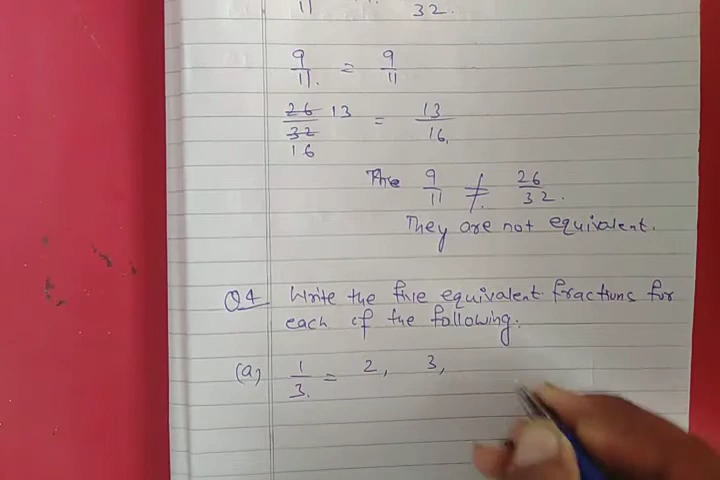 11 32.
9/11. = 9/11
26/32 13 = 13/16.
16
9/11 ≠ 26/32.
They are not equivalent.
Q4 Write the five equivalent fractions for
each of the following.
(a) 1/3. = 2, 3,